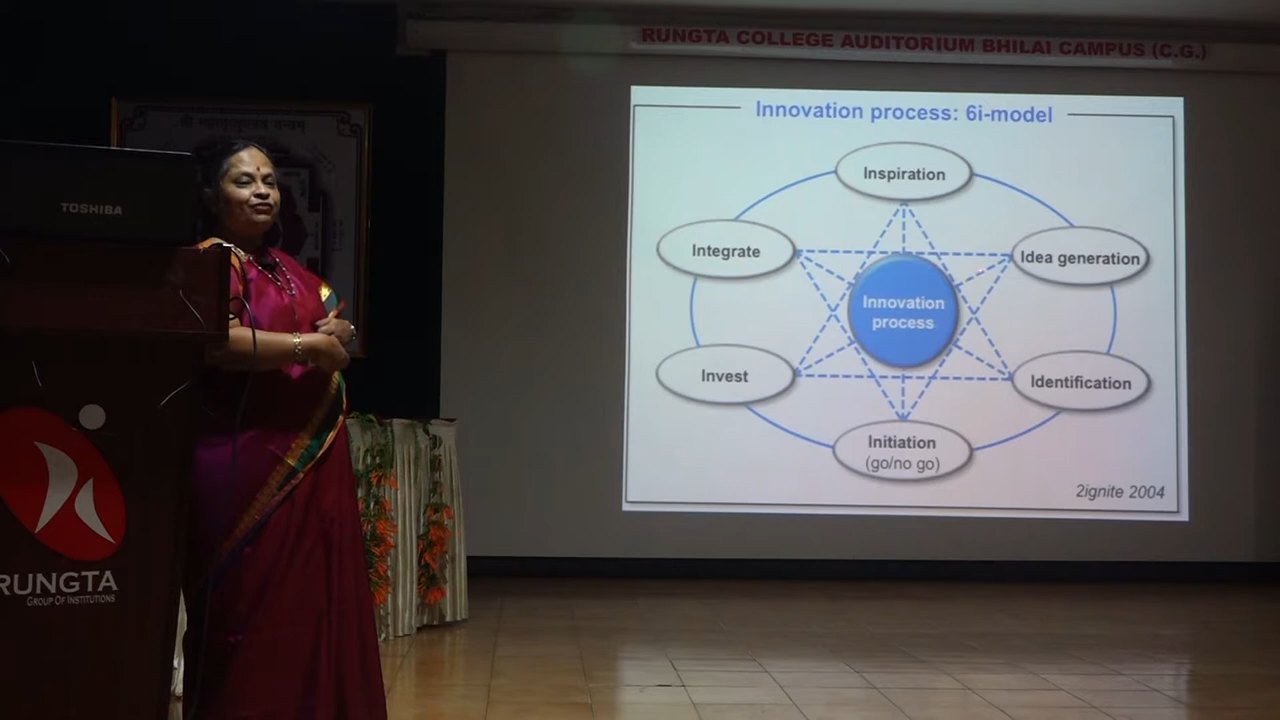 RUNGTA COLLEGE AUDITORIUM BHILAI CAMPUS (C.G.)
Innovation process: 6i-model
Inspiration
Integrate
Idea generation
Innovation
process
Invest
Identification
Initiation
(go/no go)
2ignite 2004
TOSHIBA
RUNGTA
GROUP OF INSTITUTIONS